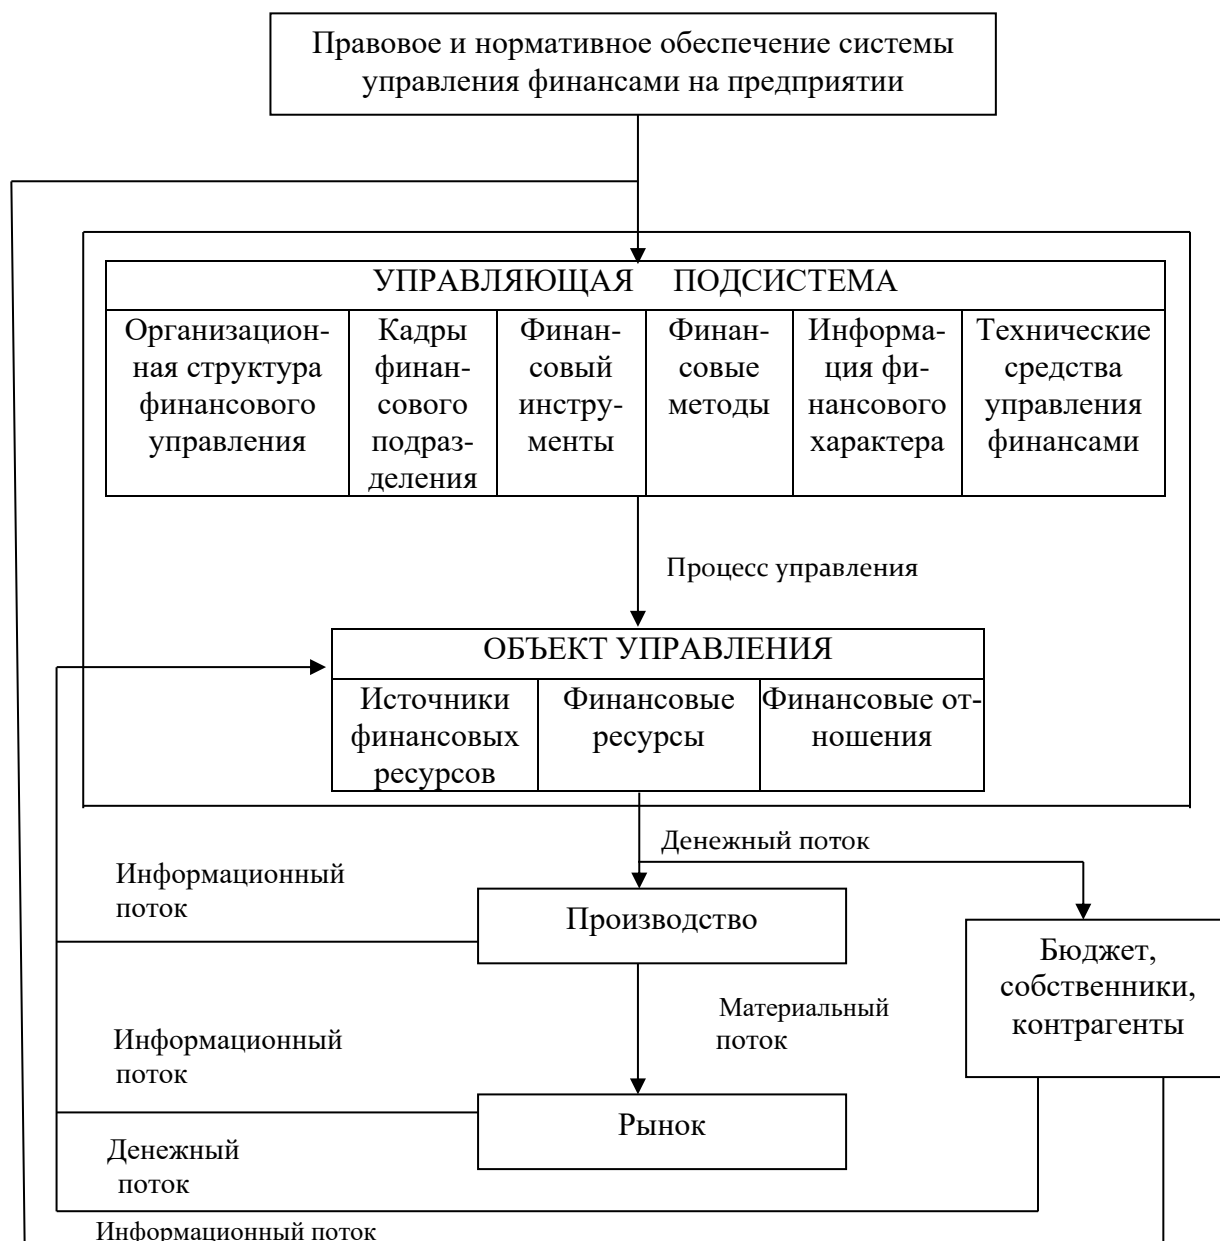 Правовое и нормативное обеспечение системы
управления финансами на предприятии
УПРАВЛЯЮЩАЯ ПОДСИСТЕМА
Организацион-
ная структура
финансового
управления
Кадры
финан-
сового
подраз-
деления
Финан-
совый
инстру-
менты
Финан-
совые
методы
Информа-
ция фи-
нансового
характера
Технические
средства
управления
финансами
Процесс управления
ОБЪЕКТ УПРАВЛЕНИЯ
Источники
финансовых
ресурсов
Финансовые
ресурсы
Финансовые от-
ношения
Денежный поток
Информационный
поток
Производство
Бюджет,
собственники,
контрагенты
Материальный
поток
Информационный
поток
Рынок
Денежный
поток
Информационный поток